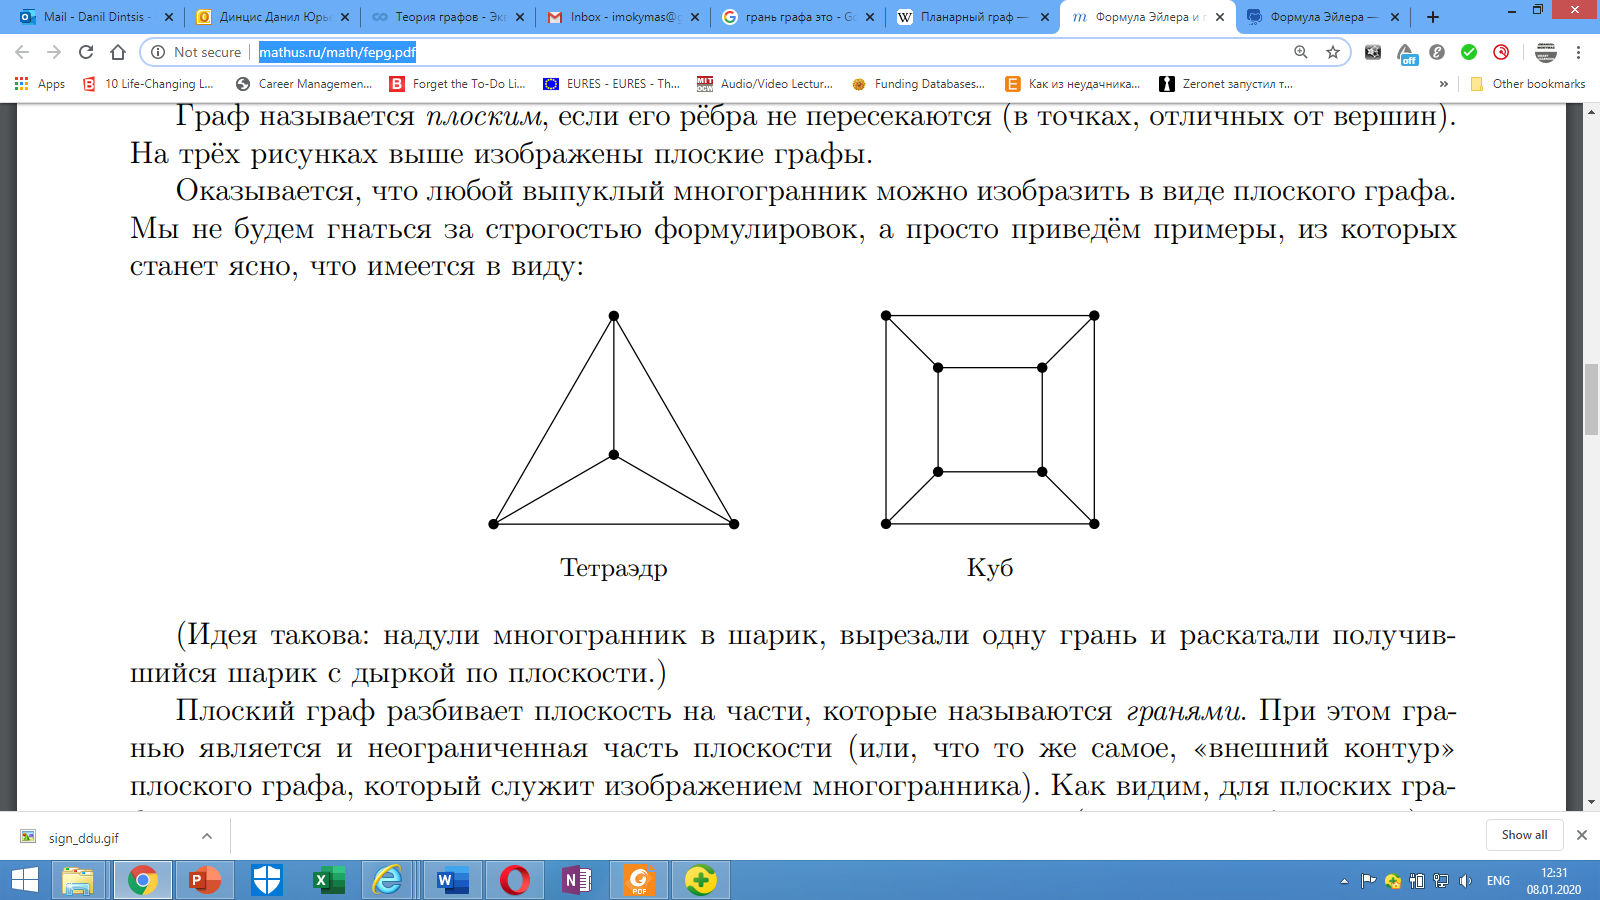 Mail - Danil Dintsis -
Динцис Данил Юрь
Теория графов - Эк
Inbox - imokymas@g
грань графа это - Go
Планарный граф —
Формула Эйлера и г
Формула Эйлера —
Not secure
mathus.ru/math/fepg.pdf
off
Apps
10 Life-Changing L...
Career Managemen...
Forget the To-Do Li...
EURES - EURES - Th...
Audio/Video Lectur...
Funding Databases...
Как из неудачника...
Zeronet запустил т...
»
Other bookmarks
Граф называется плоским, если его рёбра не пересекаются (в точках, отличных от вершин).
На трёх рисунках выше изображены плоские графы.
Оказывается, что любой выпуклый многогранник можно изобразить в виде плоского графа.
Мы не будем гнаться за строгостью формулировок, а просто приведём примеры, из которых
станет ясно, что имеется в виду:
Тетраэдр
Куб
(Идея такова: надули многогранник в шарик, вырезали одну грань и раскатали получив-
шийся шарик с дыркой по плоскости.)
Плоский граф разбивает плоскость на части, которые называются гранями. При этом гра-
нью является и неограниченная часть плоскости (или, что то же самое, «внешний контур»
плоского графа, который служит изображением многогранника). Как видим, для плоских гра-
sign_ddu.gif
Show all
ENG
12:31
08.01.2020